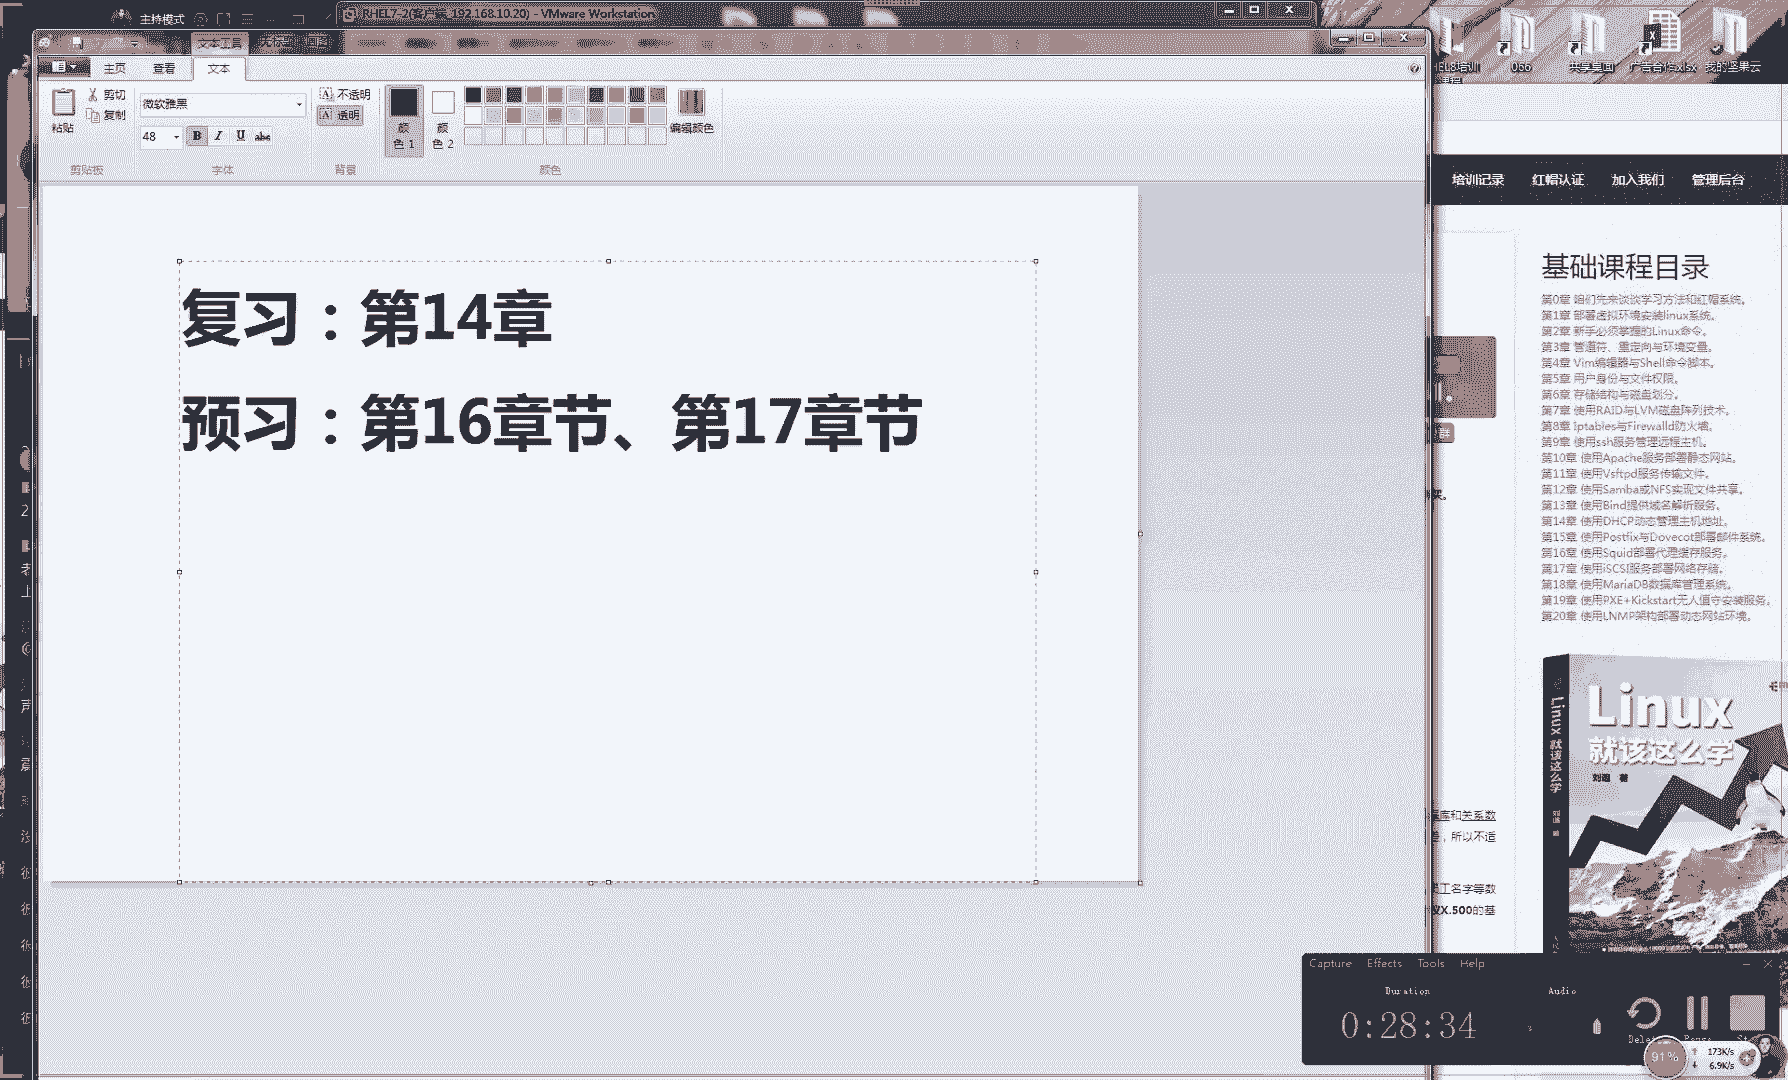 主持模式
RHEL7-2(客户端_192.168.10.20) - VMware Workstation
文本工具
主页 查看 文本
粘贴
剪切
复制
剪贴板
微软雅黑
48 B I U abc
字体
不透明
透明
背景
颜色 1
颜色 2
编辑颜色
颜色
复习：第14章
预习：第16章节、第17章节
066 共享桌面 广告合作xlsx 我的坚果云
培训记录 红帽认证 加入我们 管理后台
基础课程目录
第0章 咱们先来谈谈学习方法和红帽系统。
第1章 部署虚拟环境安装linux系统。
第2章 新手必须掌握的Linux命令。
第3章 管道符、重定向与环境变量。
第4章 Vim编辑器与Shell命令脚本。
第5章 用户身份与文件权限。
第6章 存储结构与磁盘划分。
第7章 使用RAID与LVM磁盘阵列技术。
第8章 Iptables与Firewalld防火墙。
第9章 使用ssh服务管理远程主机。
第10章 使用Apache服务部署静态网站。
第11章 使用Vsftpd服务传输文件。
第12章 使用Samba或NFS实现文件共享。
第13章 使用Bind提供域名解析服务。
第14章 使用DHCP动态管理主机地址。
第15章 使用Postfix与Dovecot部署邮件系统。
第16章 使用Squid部署代理缓存服务。
第17章 使用iSCSI服务部署网络存储。
第18章 使用MariaDB数据库管理系统。
第19章 使用PXE+Kickstart无人值守安装服务。
第20章 使用LNMP架构部署动态网站环境。
群
库和关系数
，所以不适
员工名字等数
议X.500的基
Linux
就该这么学
刘遄 著
Linux 就该这么学
Capture Effects Tools Help
Duration
Audio
0:28:34
91%
173K/s
6.9K/s